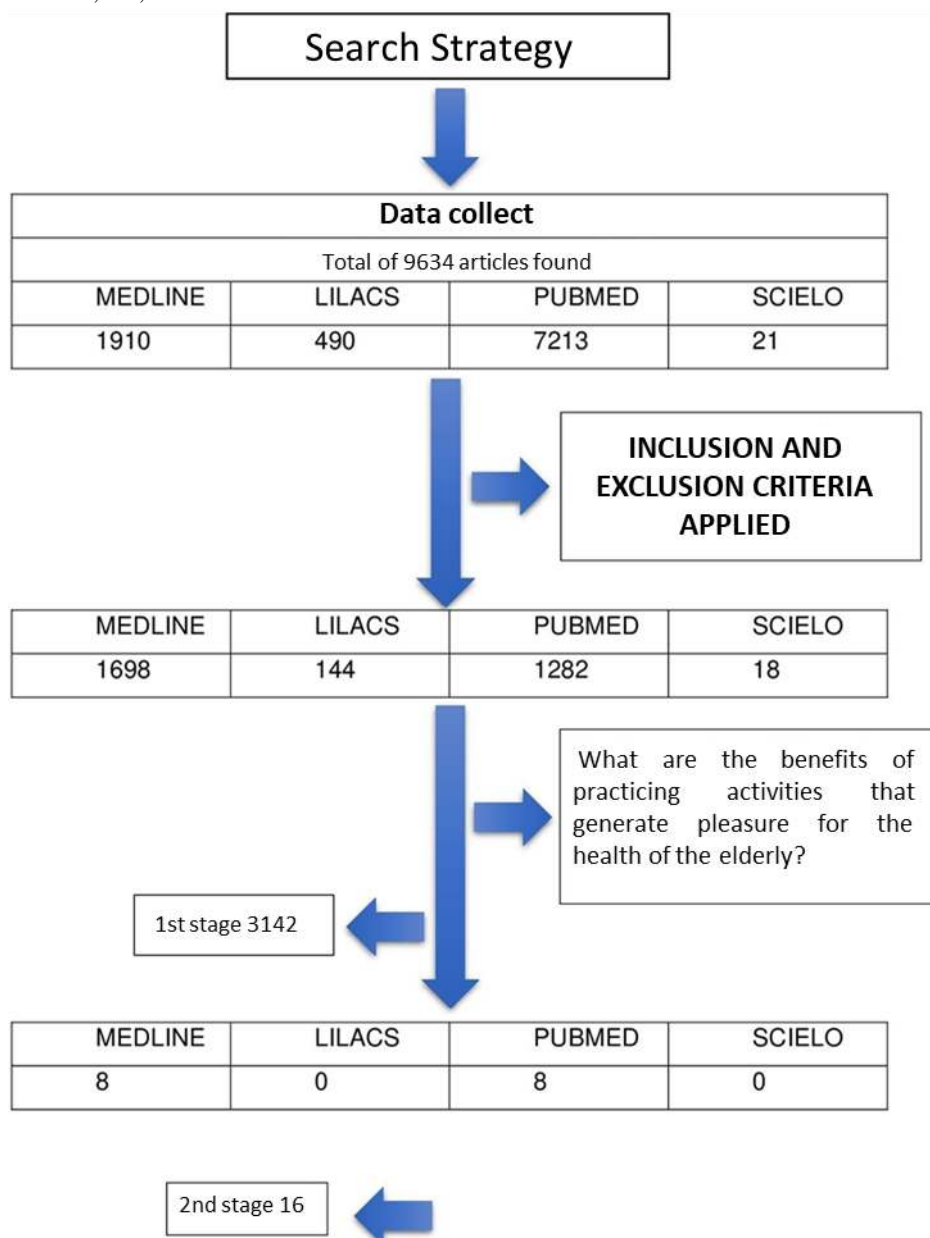 Search Strategy
Data collect
Total of 9634 articles found
MEDLINE LILACS PUBMED SCIELO
1910 490 7213 21
INCLUSION AND
EXCLUSION CRITERIA
APPLIED
MEDLINE LILACS PUBMED SCIELO
1698 144 1282 18
What are the benefits of
practicing activities that
generate pleasure for the
health of the elderly?
1st stage 3142
MEDLINE LILACS PUBMED SCIELO
8 0 8 0
2nd stage 16